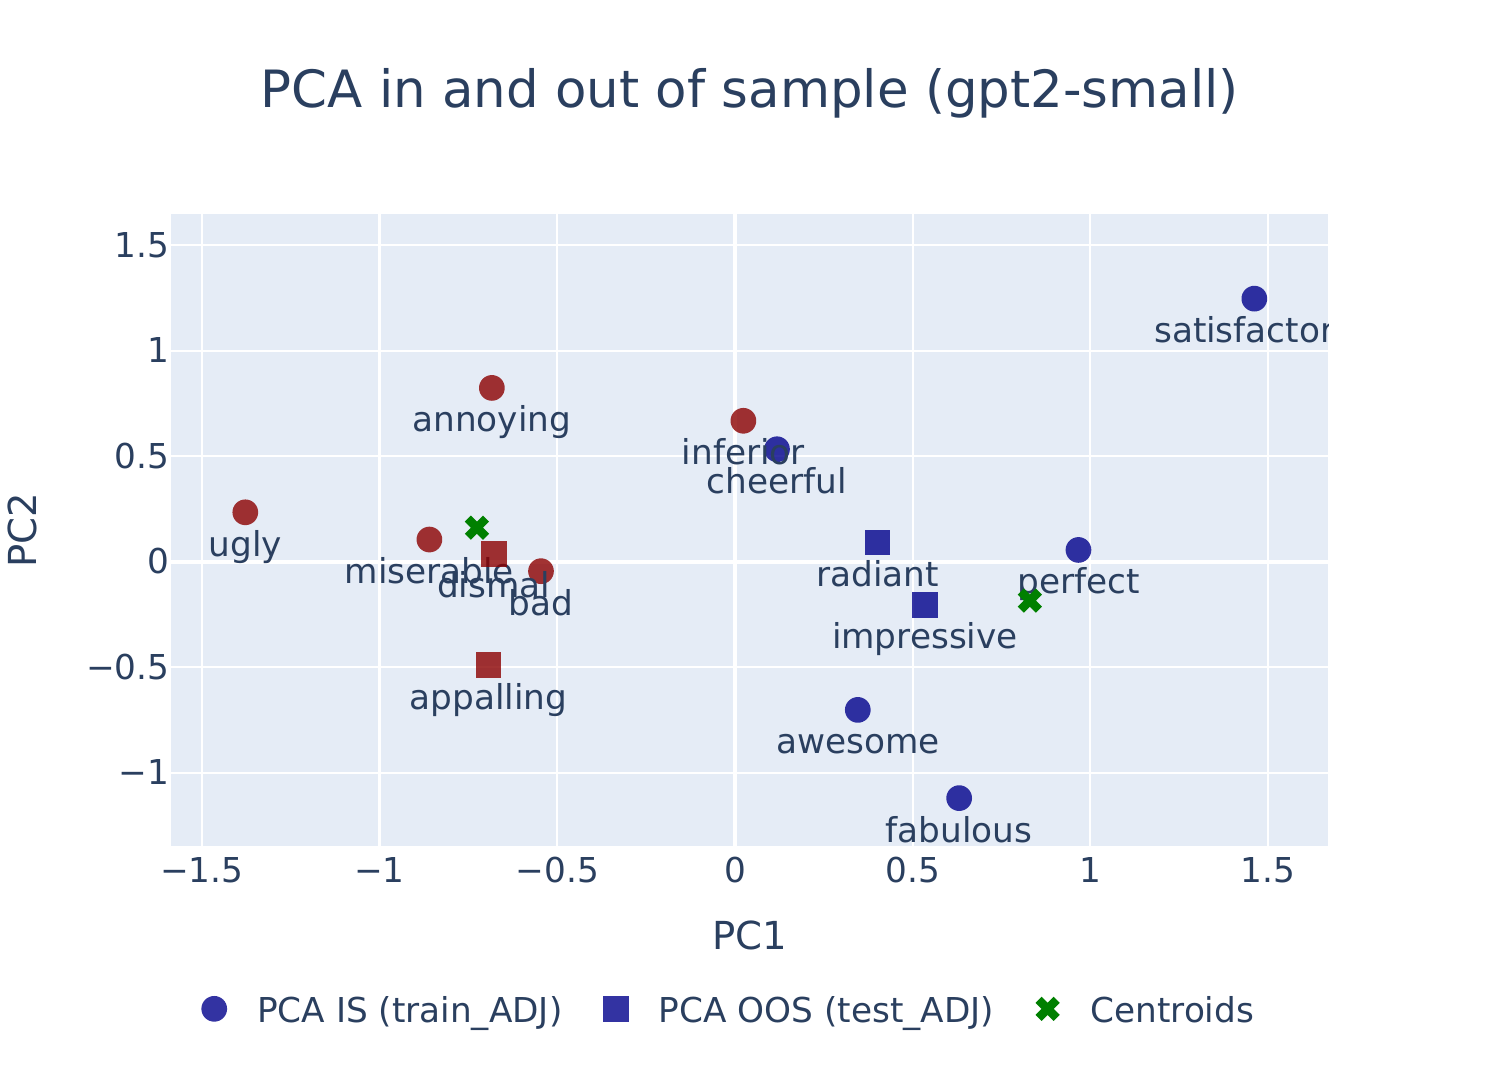 PCA in and out of sample (gpt2-small)
1.5
satisfactor
1
annoying
0.5
inferior
cheerful
PC2
ugly
0
miserable
dismal
bad
radiant
perfect
impressive
−0.5
appalling
awesome
−1
fabulous
−1.5
−1
−0.5
0
0.5
1
1.5
PC1
PCA IS (train_ADJ)
PCA OOS (test_ADJ)
Centroids